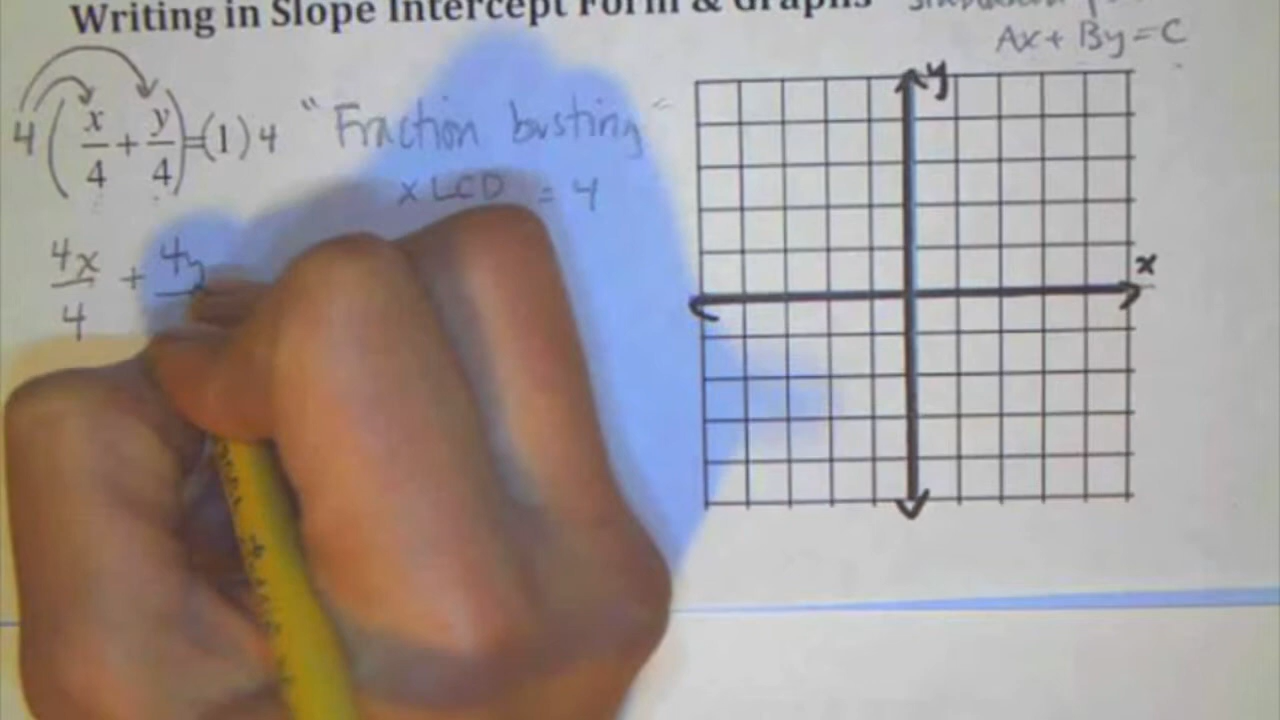 Writing in Slope Intercept Form & Graphs
Ax + By = C
4 ( x/4 + y/4 ) = (1) 4 "Fraction busting"
x LCD = 4
4x/4 + 4y
y
x